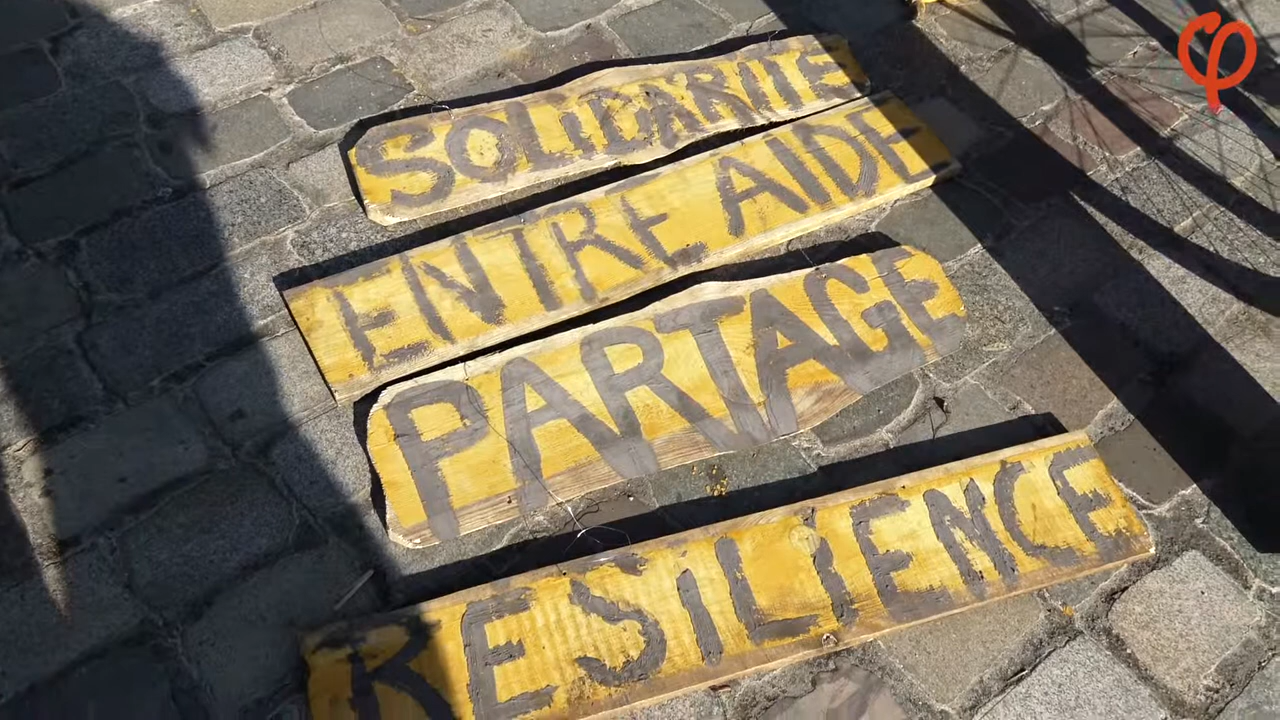 SOLiDARITE
ENTRE AIDE
PARTAGE
RESILIENCE
φ